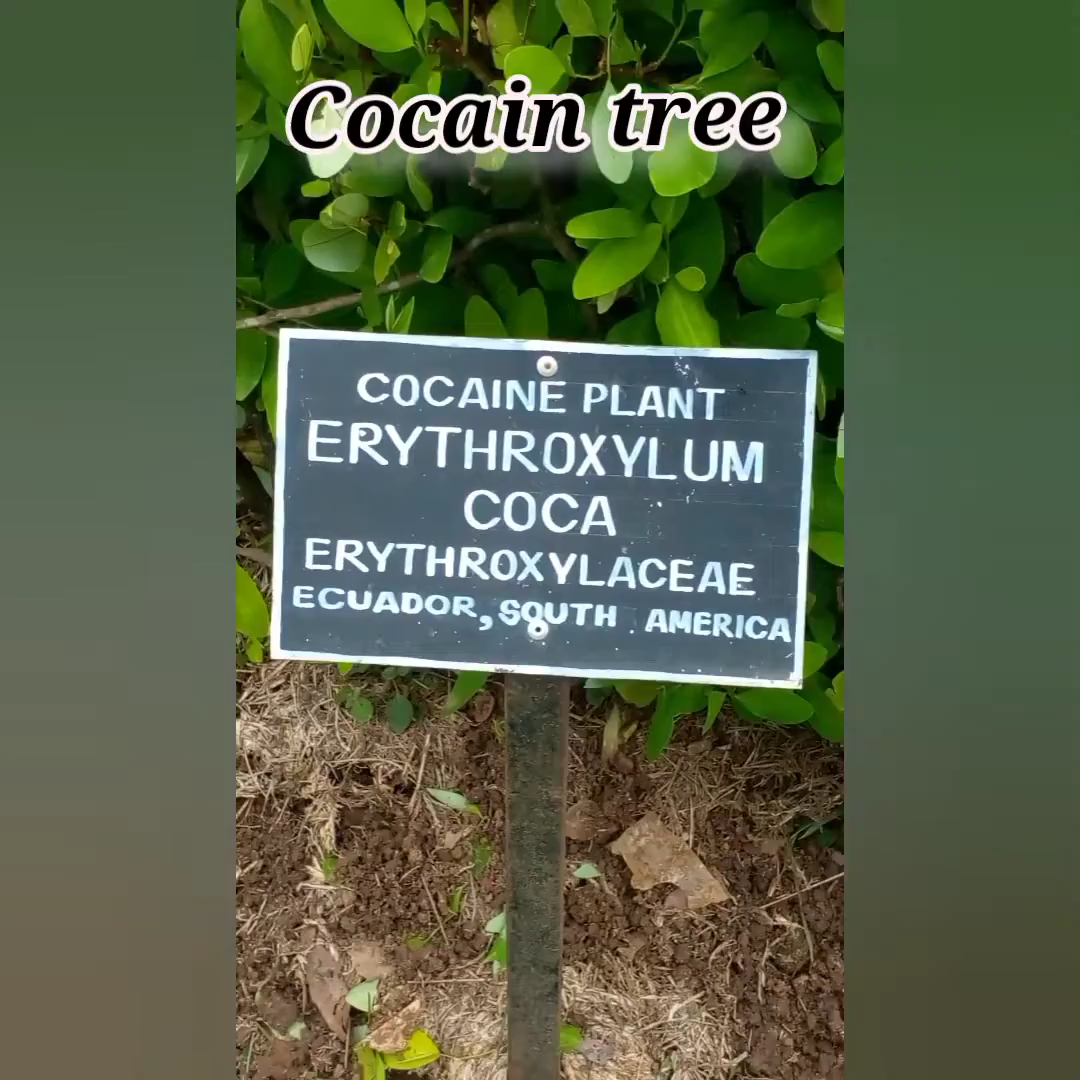 Cocain tree
COCAINE PLANT
ERYTHROXYLUM
COCA
ERYTHROXYLACEAE
ECUADOR, SOUTH AMERICA